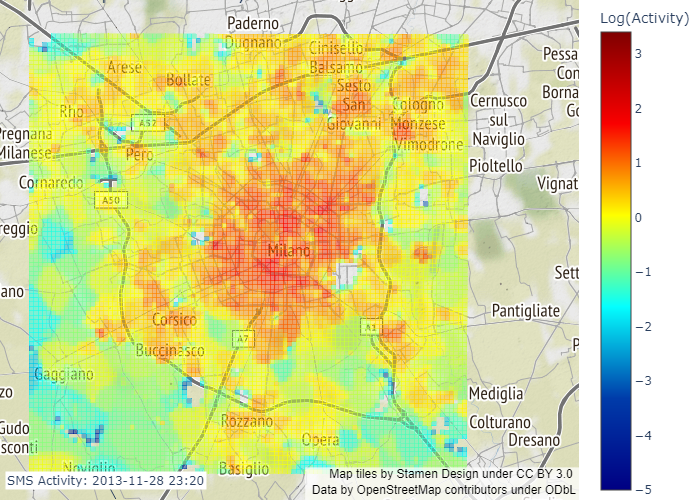 Log(Activity)
Paderno
Dugnano
Cinisello
Balsamo
Arese
Bollate
Sesto
San
Giovanni
Rho
A52
Cologno
Monzese
Vimodrone
Pessa
Con
Borna
Go
Cernusco
sul
Naviglio
Pregnana
Milanese
Pero
Pioltello
Cornaredo
A50
Vignat
reggio
Milano
Sett
ano
Pantigliate
Corsico
A7
A1
P
Buccinasco
Gaggiano
zo
Mediglia
Rozzano
Colturano
Gudo
sconti
Opera
Dresano
Noviglio
Basiglio
SMS Activity: 2013-11-28 23:20
Map tiles by Stamen Design under CC BY 3.0
Data by OpenStreetMap contributors under ODbL
3
2
1
0
−1
−2
−3
−4
−5